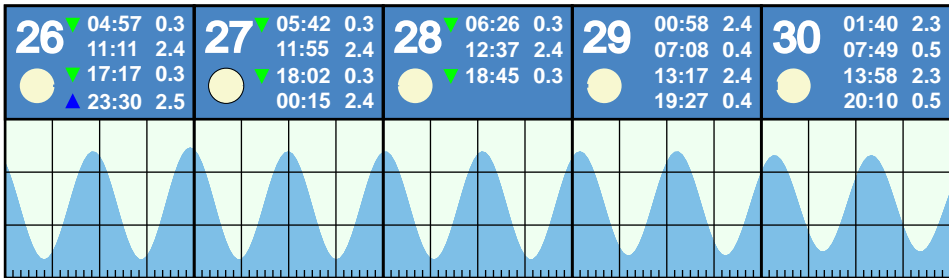 26 ▼ 04:57 0.3
11:11 2.4
▼ 17:17 0.3
▲ 23:30 2.5
27 ▼ 05:42 0.3
11:55 2.4
▼ 18:02 0.3
00:15 2.4
28 ▼ 06:26 0.3
12:37 2.4
▼ 18:45 0.3
29 00:58 2.4
07:08 0.4
13:17 2.4
19:27 0.4
30 01:40 2.3
07:49 0.5
13:58 2.3
20:10 0.5